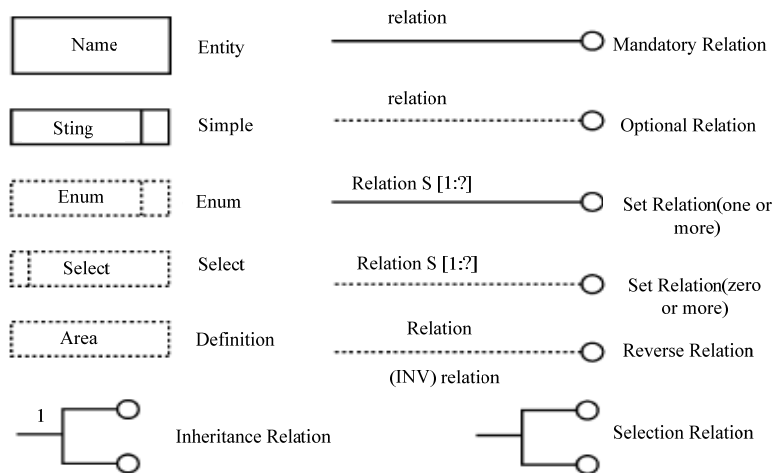 Name
Entity
relation
Mandatory Relation
Sting
Simple
relation
Optional Relation
Enum
Enum
Relation S [1:?]
Set Relation(one or
more)
Select
Select
Relation S [1:?]
Set Relation(zero
or more)
Area
Definition
Relation
(INV) relation
Reverse Relation
1
Inheritance Relation
Selection Relation